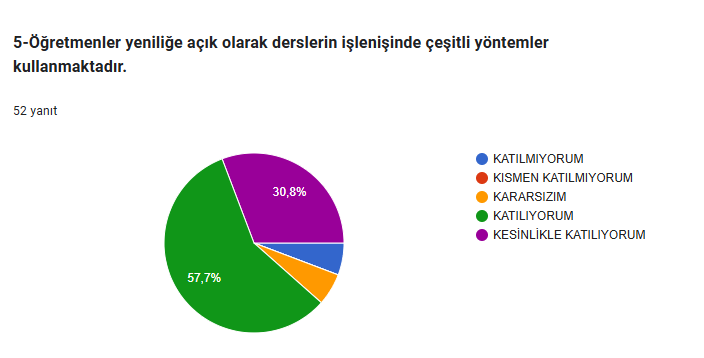 5-Öğretmenler yeniliğe açık olarak derslerin işlenişinde çeşitli yöntemler
kullanmaktadır.
52 yanıt
30,8%
57,7%
KATILMIYORUM
KISMEN KATILMIYORUM
KARARSIZIM
KATILIYORUM
KESİNLİKLE KATILIYORUM